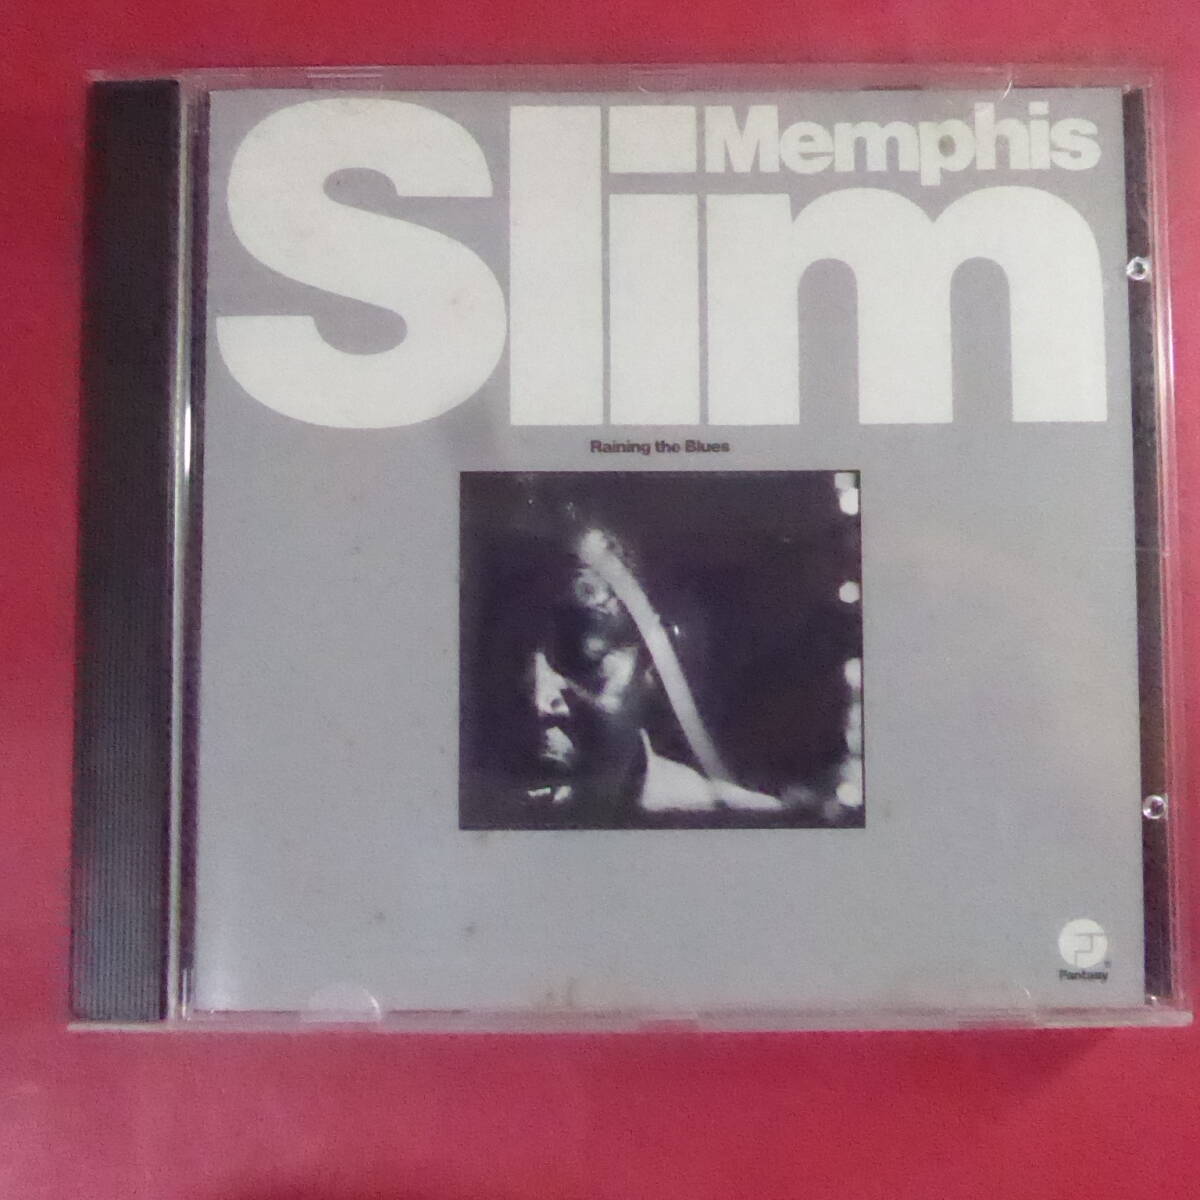 Memphis
Slim
Raining the Blues
Fantasy